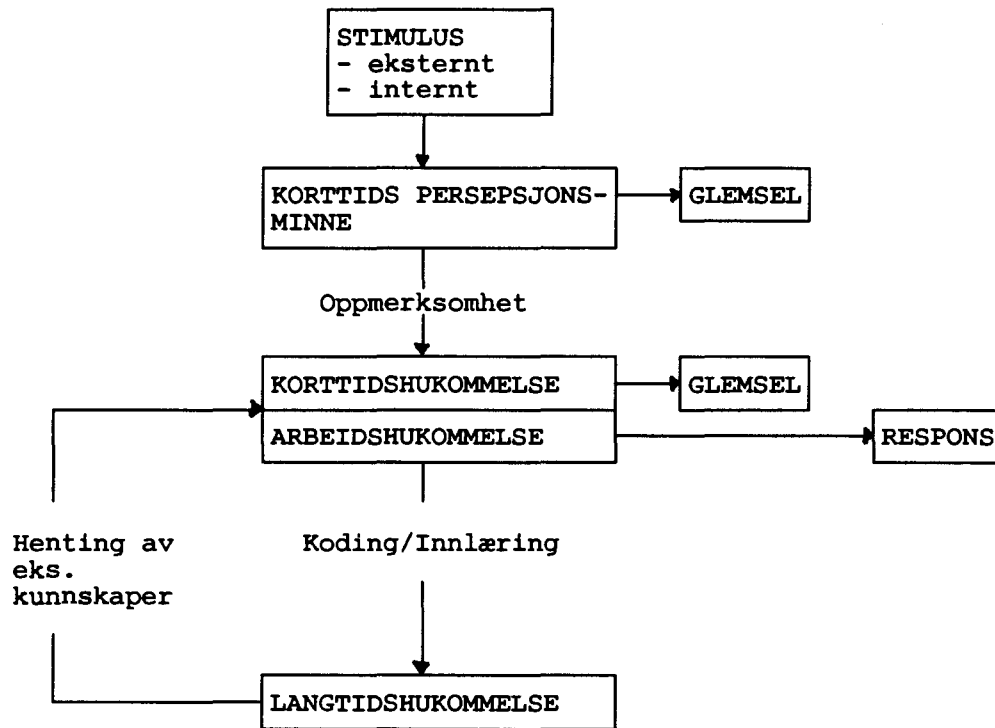 STIMULUS
- eksternt
- internt
KORTTIDS PERSEPSJONS-
MINNE
GLEMSEL
Oppmerksomhet
KORTTIDSHUKOMMELSE
GLEMSEL
ARBEIDSHUKOMMELSE
RESPONS
Henting av
eks.
kunnskaper
Koding/Innlæring
LANGTIDSHUKOMMELSE